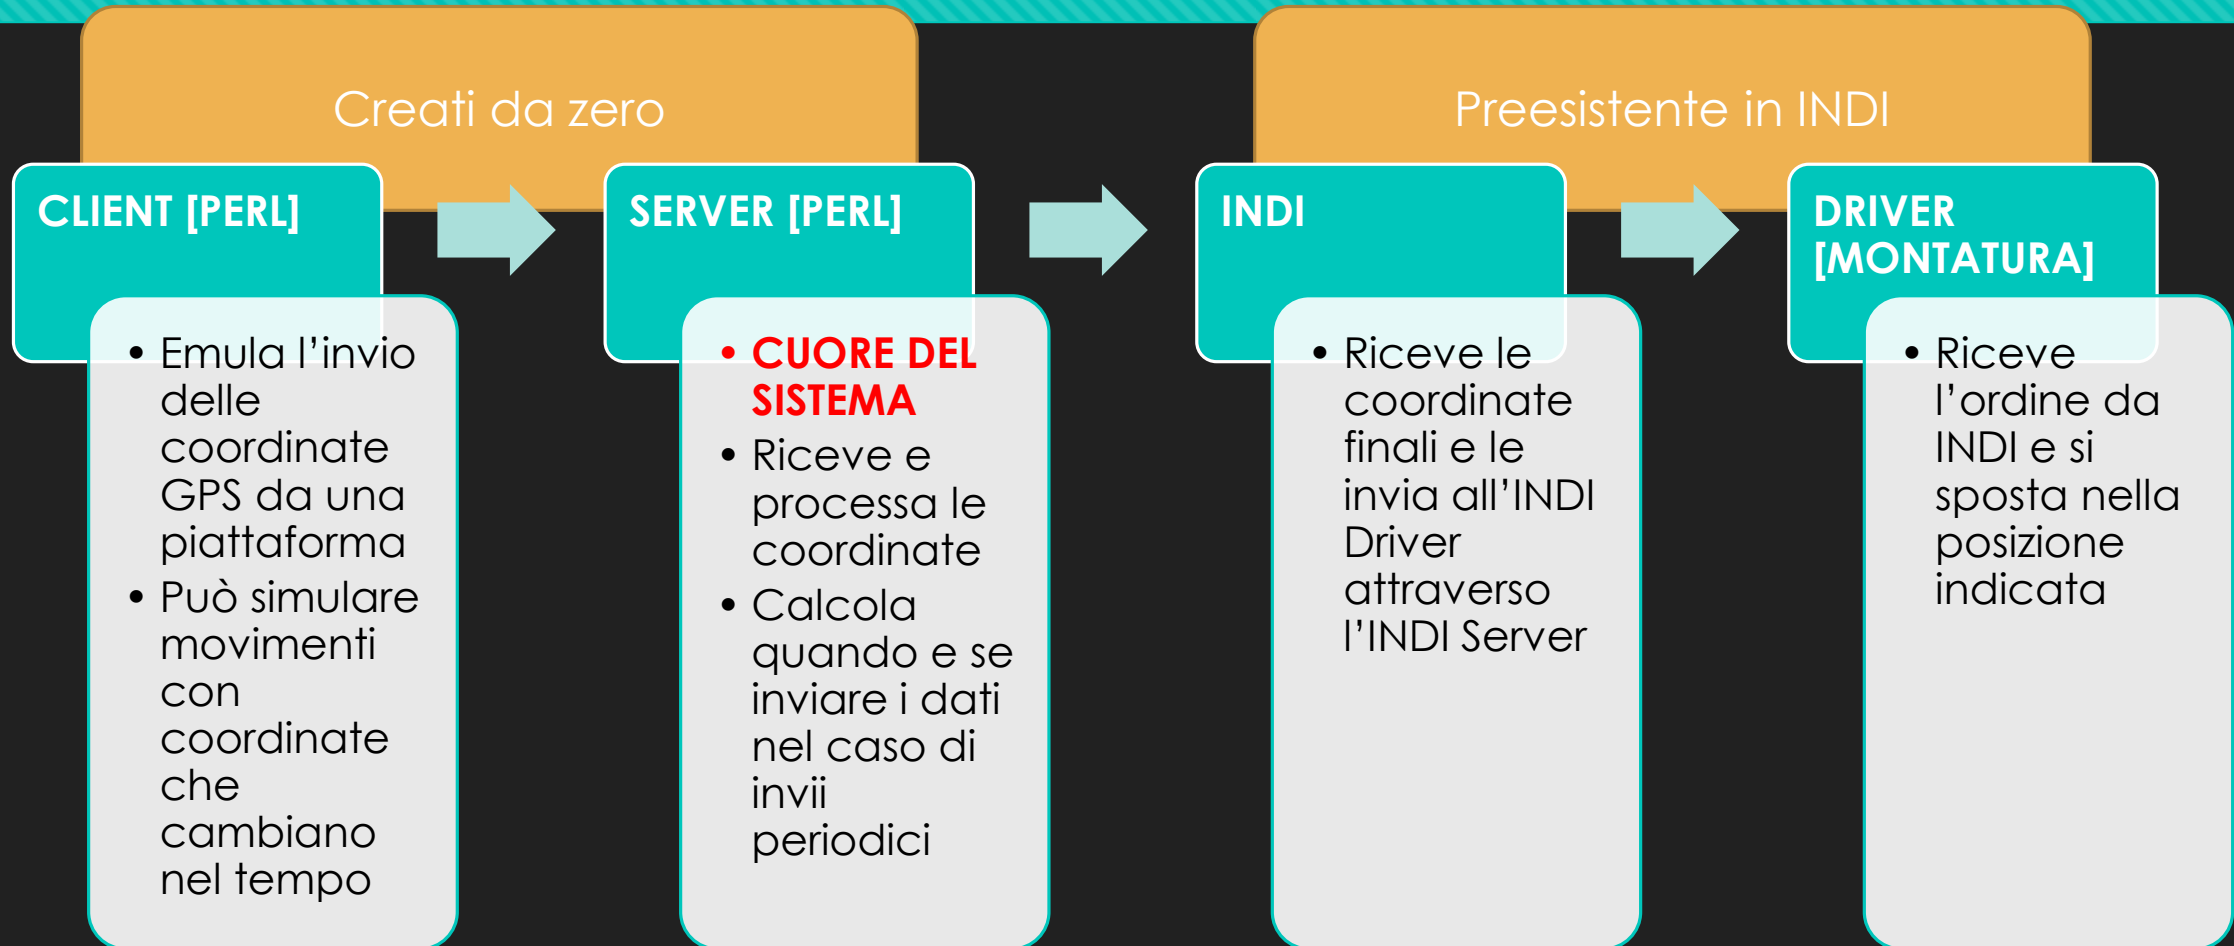 Creati da zero
Preesistente in INDI
CLIENT [PERL]
• Emula l’invio
delle
coordinate
GPS da una
piattaforma
• Può simulare
movimenti
con
coordinate
che
cambiano
nel tempo
SERVER [PERL]
• CUORE DEL
SISTEMA
• Riceve e
processa le
coordinate
• Calcola
quando e se
inviare i dati
nel caso di
invii
periodici
INDI
• Riceve le
coordinate
finali e le
invia all’INDI
Driver
attraverso
l’INDI Server
DRIVER
[MONTATURA]
• Riceve
l’ordine da
INDI e si
sposta nella
posizione
indicata